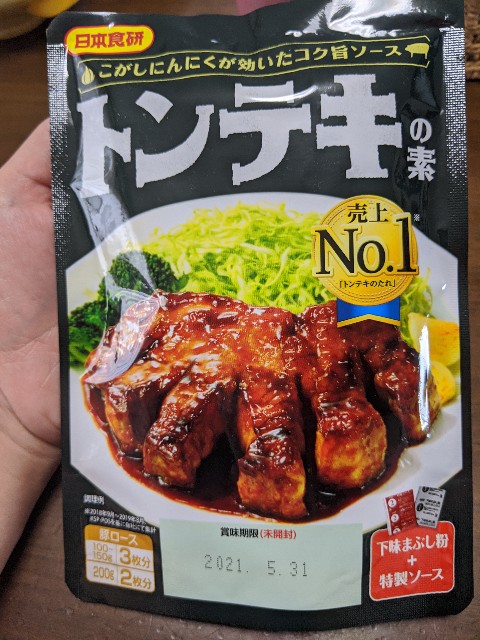 日本食研
こがしにんにくが効いたコク旨ソース
トンテキの素
売上
No.1
※
「トンテキのたれ」
調理例
豚ロース
100~
150g 3枚分
200g 2枚分
賞味期限(未開封)
2021. 5.31
下味まぶし粉
+
特製ソース